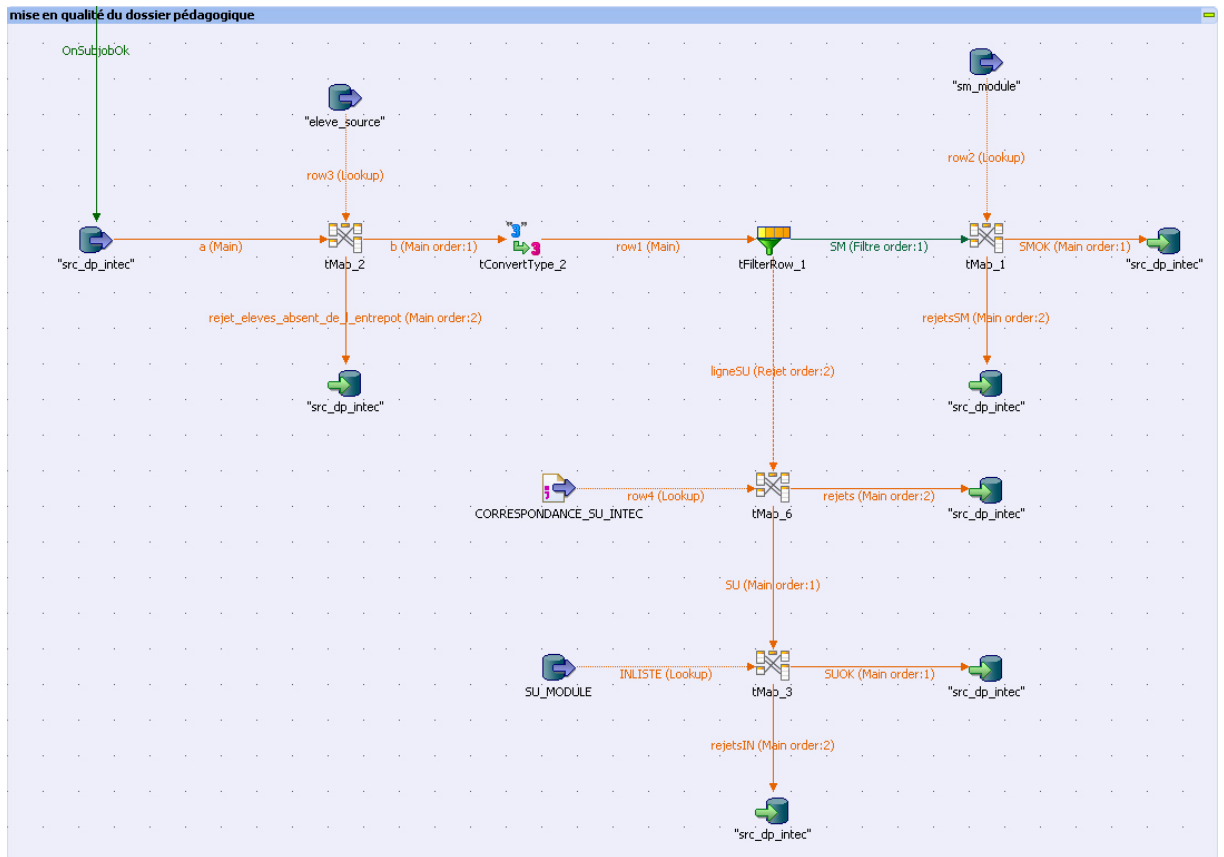 mise en qualité du dossier pédagogique
OnSubjobOk
"sm_module"
"eleve_source"
row2 (Lookup)
row3 (Lookup)
"3"
3
a (Main)
b (Main order:1)
row1 (Main)
SM (Filtre order:1)
SMOK (Main order:1)
"src_dp_intec"
tMap_2
tConvertType_2
tFilterRow_1
tMap_1
"src_dp_intec"
rejet_eleves_absent_de_l_entrepot (Main order:2)
rejetsSM (Main order:2)
ligneSU (Rejet order:2)
"src_dp_intec"
"src_dp_intec"
row4 (Lookup)
rejets (Main order:2)
CORRESPONDANCE_SU_INTEC
tMap_6
"src_dp_intec"
SU (Main order:1)
INLISTE (Lookup)
SUOK (Main order:1)
SU_MODULE
tMap_3
"src_dp_intec"
rejetsIN (Main order:2)
"src_dp_intec"